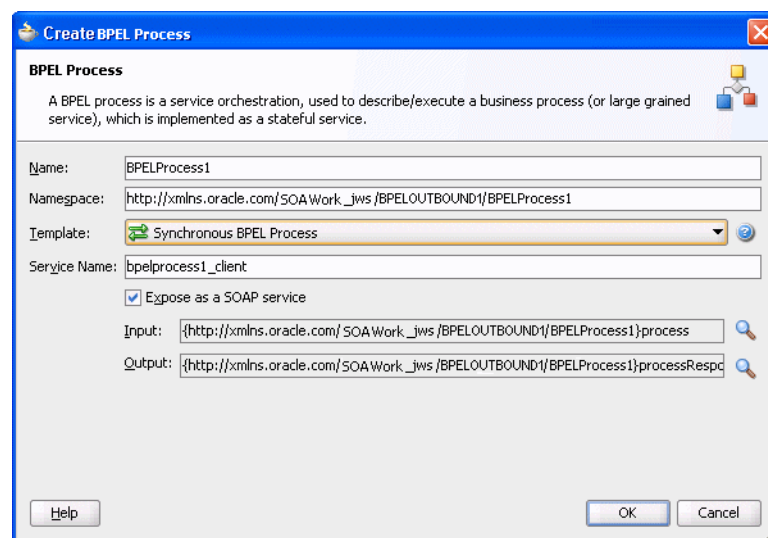 Create BPEL Process
BPEL Process
A BPEL process is a service orchestration, used to describe/execute a business process (or large grained
service), which is implemented as a stateful service.
Name: BPELProcess1
Namespace: http://xmlns.oracle.com/SOAWork_jws/BPELOUTBOUND1/BPELProcess1
Template: Synchronous BPEL Process
Service Name: bpelprocess1_client
Expose as a SOAP service
Input: {http://xmlns.oracle.com/SOAWork_jws/BPELOUTBOUND1/BPELProcess1}process
Output: {http://xmlns.oracle.com/SOAWork_jws/BPELOUTBOUND1/BPELProcess1}processRespo
Help OK Cancel